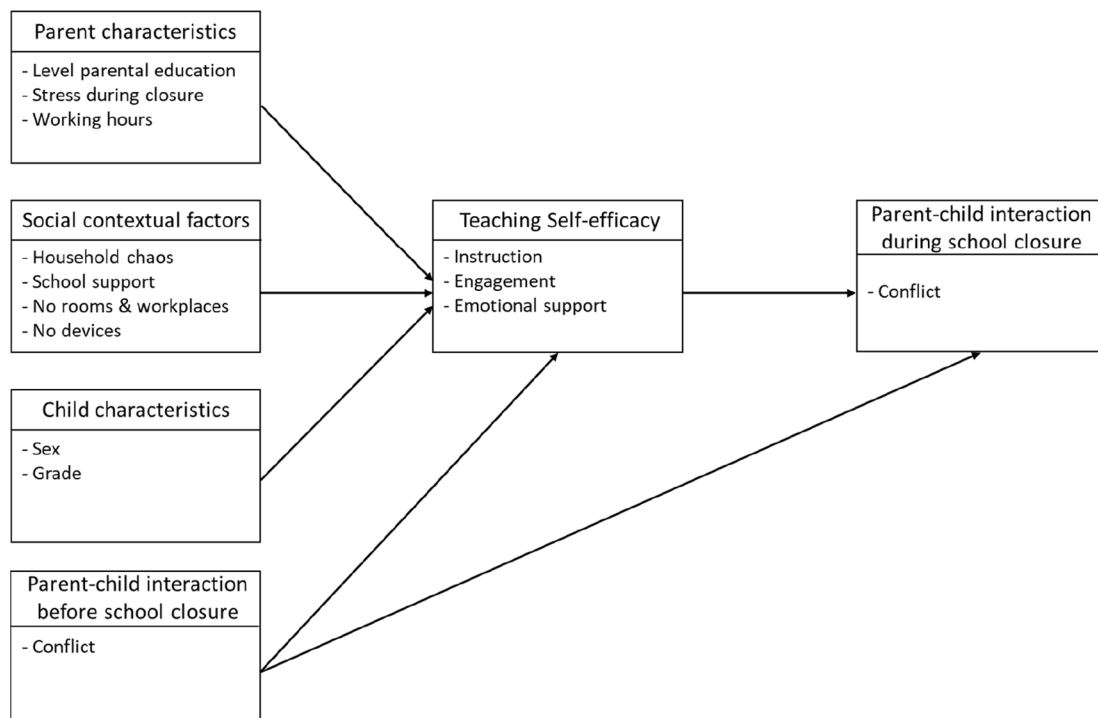 Parent characteristics
- Level parental education
- Stress during closure
- Working hours
Social contextual factors
- Household chaos
- School support
- No rooms & workplaces
- No devices
Child characteristics
- Sex
- Grade
Parent-child interaction
before school closure
- Conflict
Teaching Self-efficacy
- Instruction
- Engagement
- Emotional support
Parent-child interaction
during school closure
- Conflict